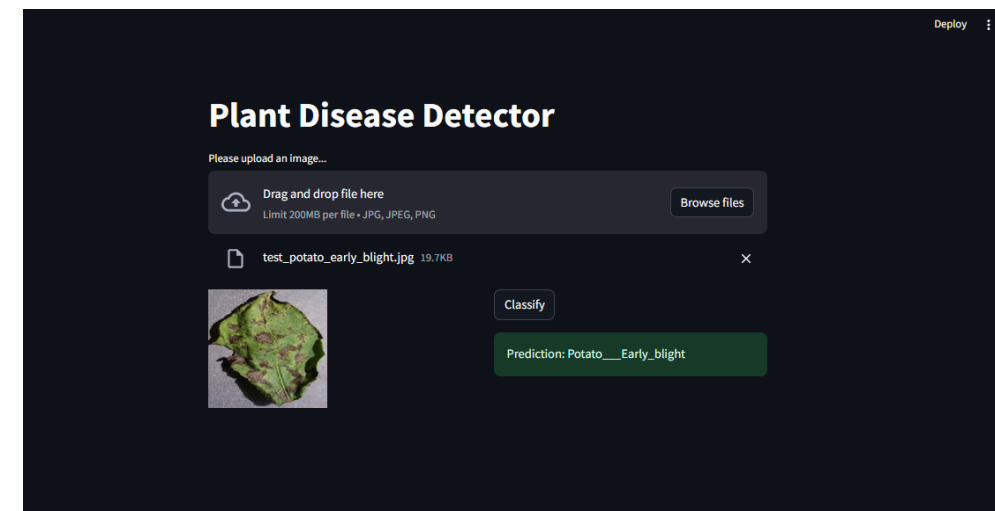 Deploy
Plant Disease Detector
Please upload an image...
Drag and drop file here
Limit 200MB per file • JPG, JPEG, PNG
Browse files
test_potato_early_blight.jpg 19.7KB
Classify
Prediction: Potato___Early_blight